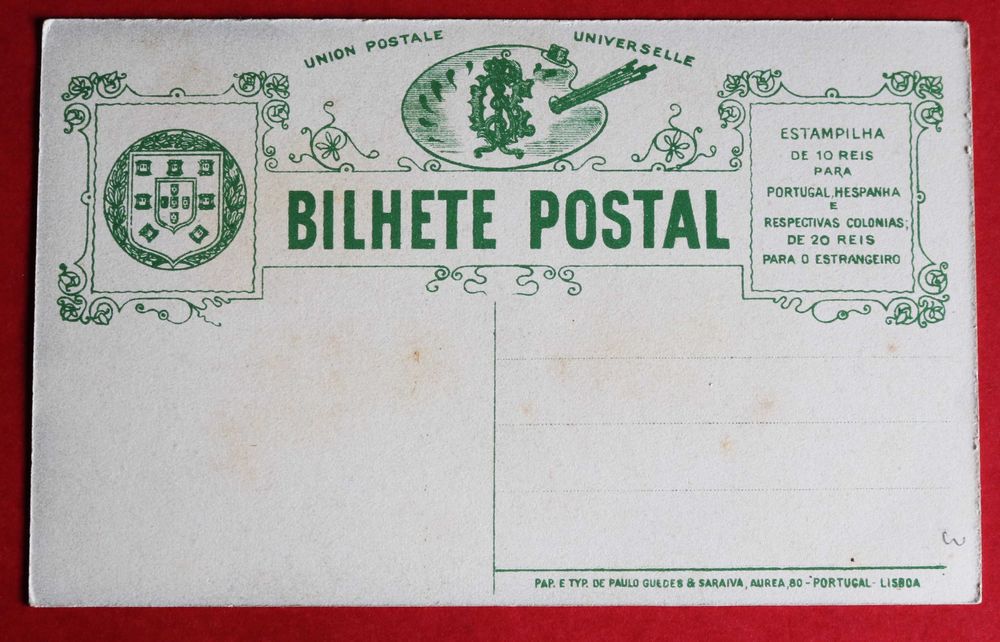 UNION POSTALE UNIVERSELLE
BILHETE POSTAL
ESTAMPILHA
DE 10 REIS
PARA
PORTUGAL, HESPANHA
E
RESPECTIVAS COLONIAS;
DE 20 REIS
PARA O ESTRANGEIRO
PAP. E TYP. DE PAULO GUEDES & SARAIVA, AUREA, 80 - PORTUGAL - LISBOA